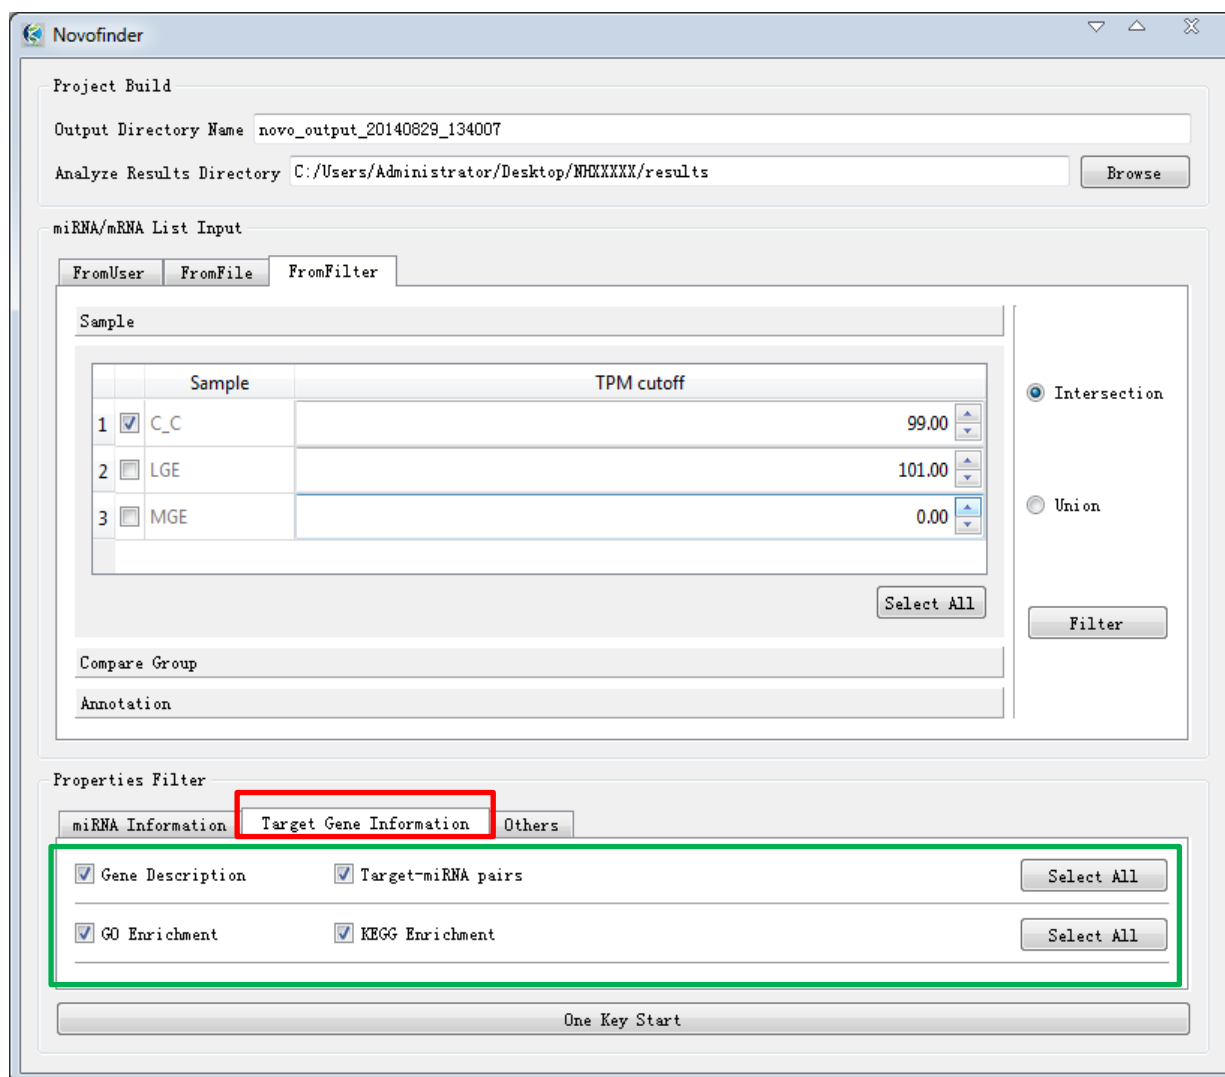 Novofinder
Project Build
Output Directory Name novo_output_20140829_134007
Analyze Results Directory C:/Users/Administrator/Desktop/NHXXXXX/results Browse
miRNA/mRNA List Input
FromUser FromFile FromFilter
Sample
Sample TPM cutoff
1 C_C 99.00
2 LGE 101.00
3 MGE 0.00
Intersection
Union
Select All
Filter
Compare Group
Annotation
Properties Filter
miRNA Information Target Gene Information Others
Gene Description Target-miRNA pairs Select All
GO Enrichment KEGG Enrichment Select All
One Key Start